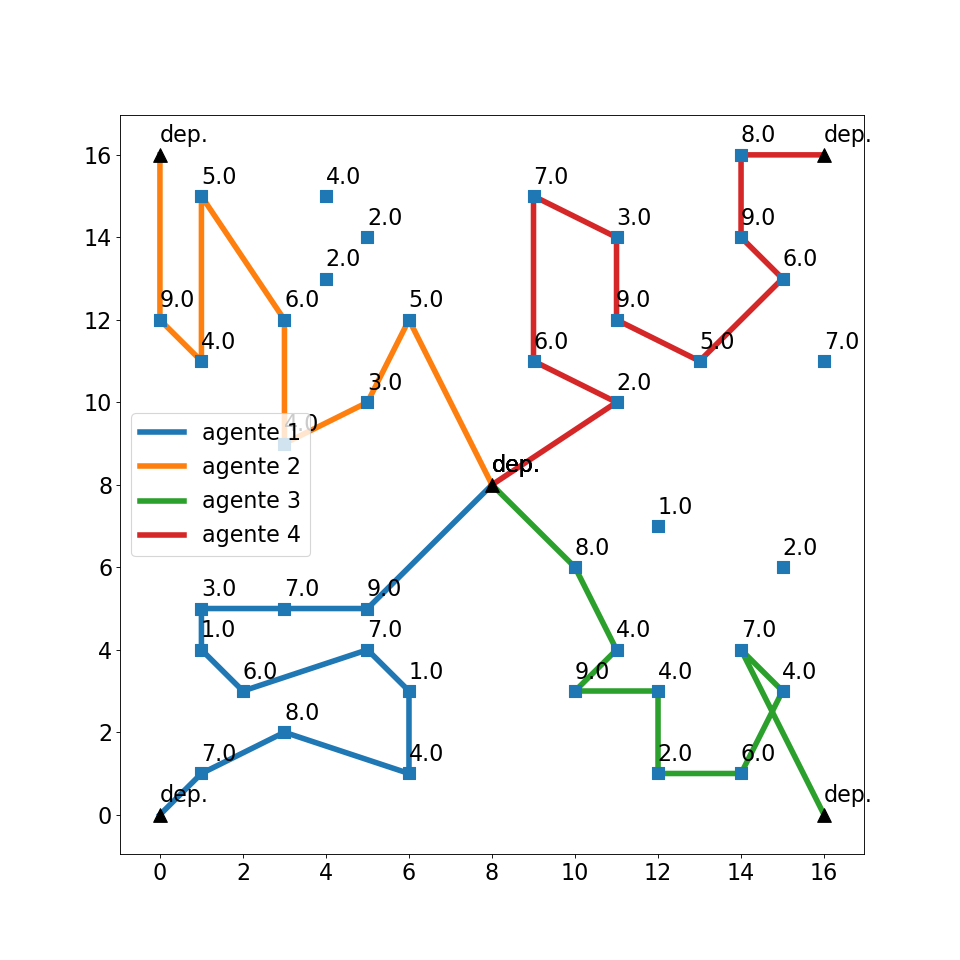 dep. 8.0 dep.
16
5.0 4.0 7.0
2.0 3.0 9.0
14
2.0 6.0
9.0 6.0 5.0 9.0
12
4.0 6.0 5.0 7.0
3.0 2.0
10
4.0
agente 1
agente 2
agente 3
agente 4
dep. dep.
8
1.0
8.0 2.0
6
3.0 7.0 9.0
1.0 7.0 4.0 7.0
4
6.0 1.0 9.0 4.0 4.0
8.0
2
7.0 4.0 2.0 6.0
dep. dep.
0
0 2 4 6 8 10 12 14 16